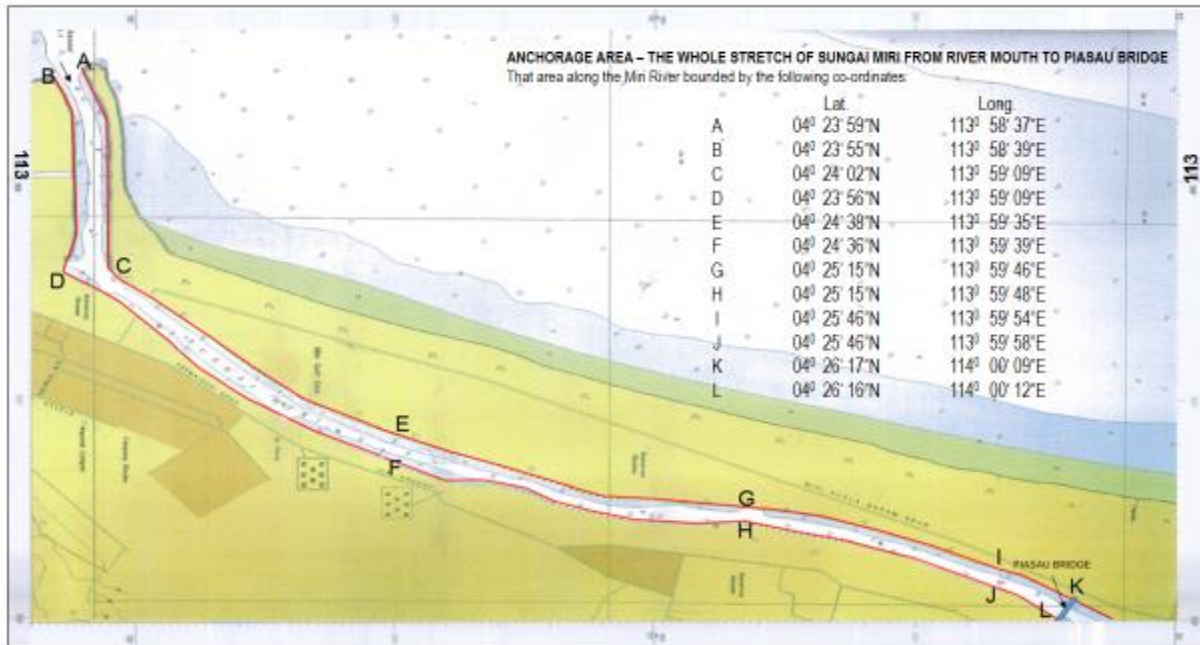 ANCHORAGE AREA – THE WHOLE STRETCH OF SUNGAI MIRI FROM RIVER MOUTH TO PIASAU BRIDGE
That area along the Miri River bounded by the following co-ordinates:
Lat. Long.
A 04⁰ 23' 59"N 113⁰ 58' 37"E
B 04⁰ 23' 55"N 113⁰ 58' 39"E
C 04⁰ 24' 02"N 113⁰ 59' 09"E
D 04⁰ 23' 56"N 113⁰ 59' 09"E
E 04⁰ 24' 38"N 113⁰ 59' 35"E
F 04⁰ 24' 36"N 113⁰ 59' 39"E
G 04⁰ 25' 15"N 113⁰ 59' 46"E
H 04⁰ 25' 15"N 113⁰ 59' 48"E
I 04⁰ 25' 46"N 113⁰ 59' 54"E
J 04⁰ 25' 46"N 113⁰ 59' 58"E
K 04⁰ 26' 17"N 114⁰ 00' 09"E
L 04⁰ 26' 16"N 114⁰ 00' 12"E
A
B
113
113
C
D
E
F
G
H
I
PIASAU BRIDGE
J
K
L